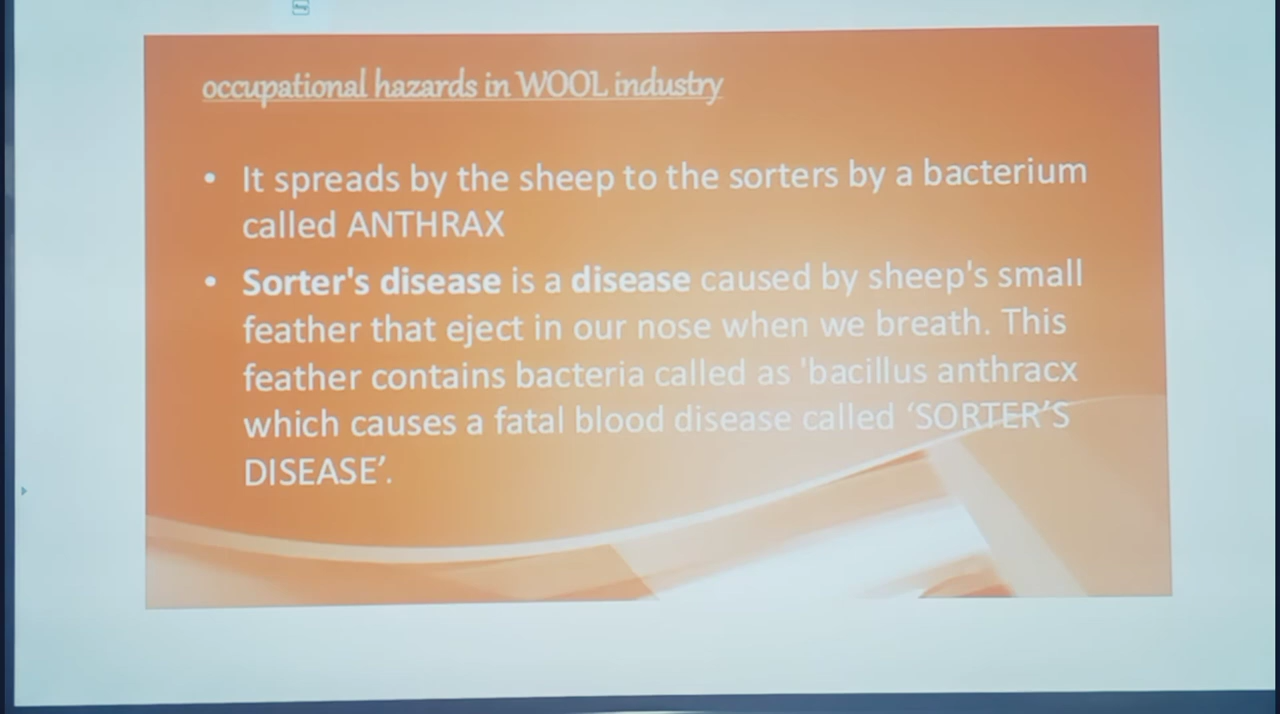 occupational hazards in WOOL industry
• It spreads by the sheep to the sorters by a bacterium
called ANTHRAX
• Sorter's disease is a disease caused by sheep's small
feather that eject in our nose when we breath. This
feather contains bacteria called as 'bacillus anthracx
which causes a fatal blood disease called ‘SORTER’S
DISEASE’.